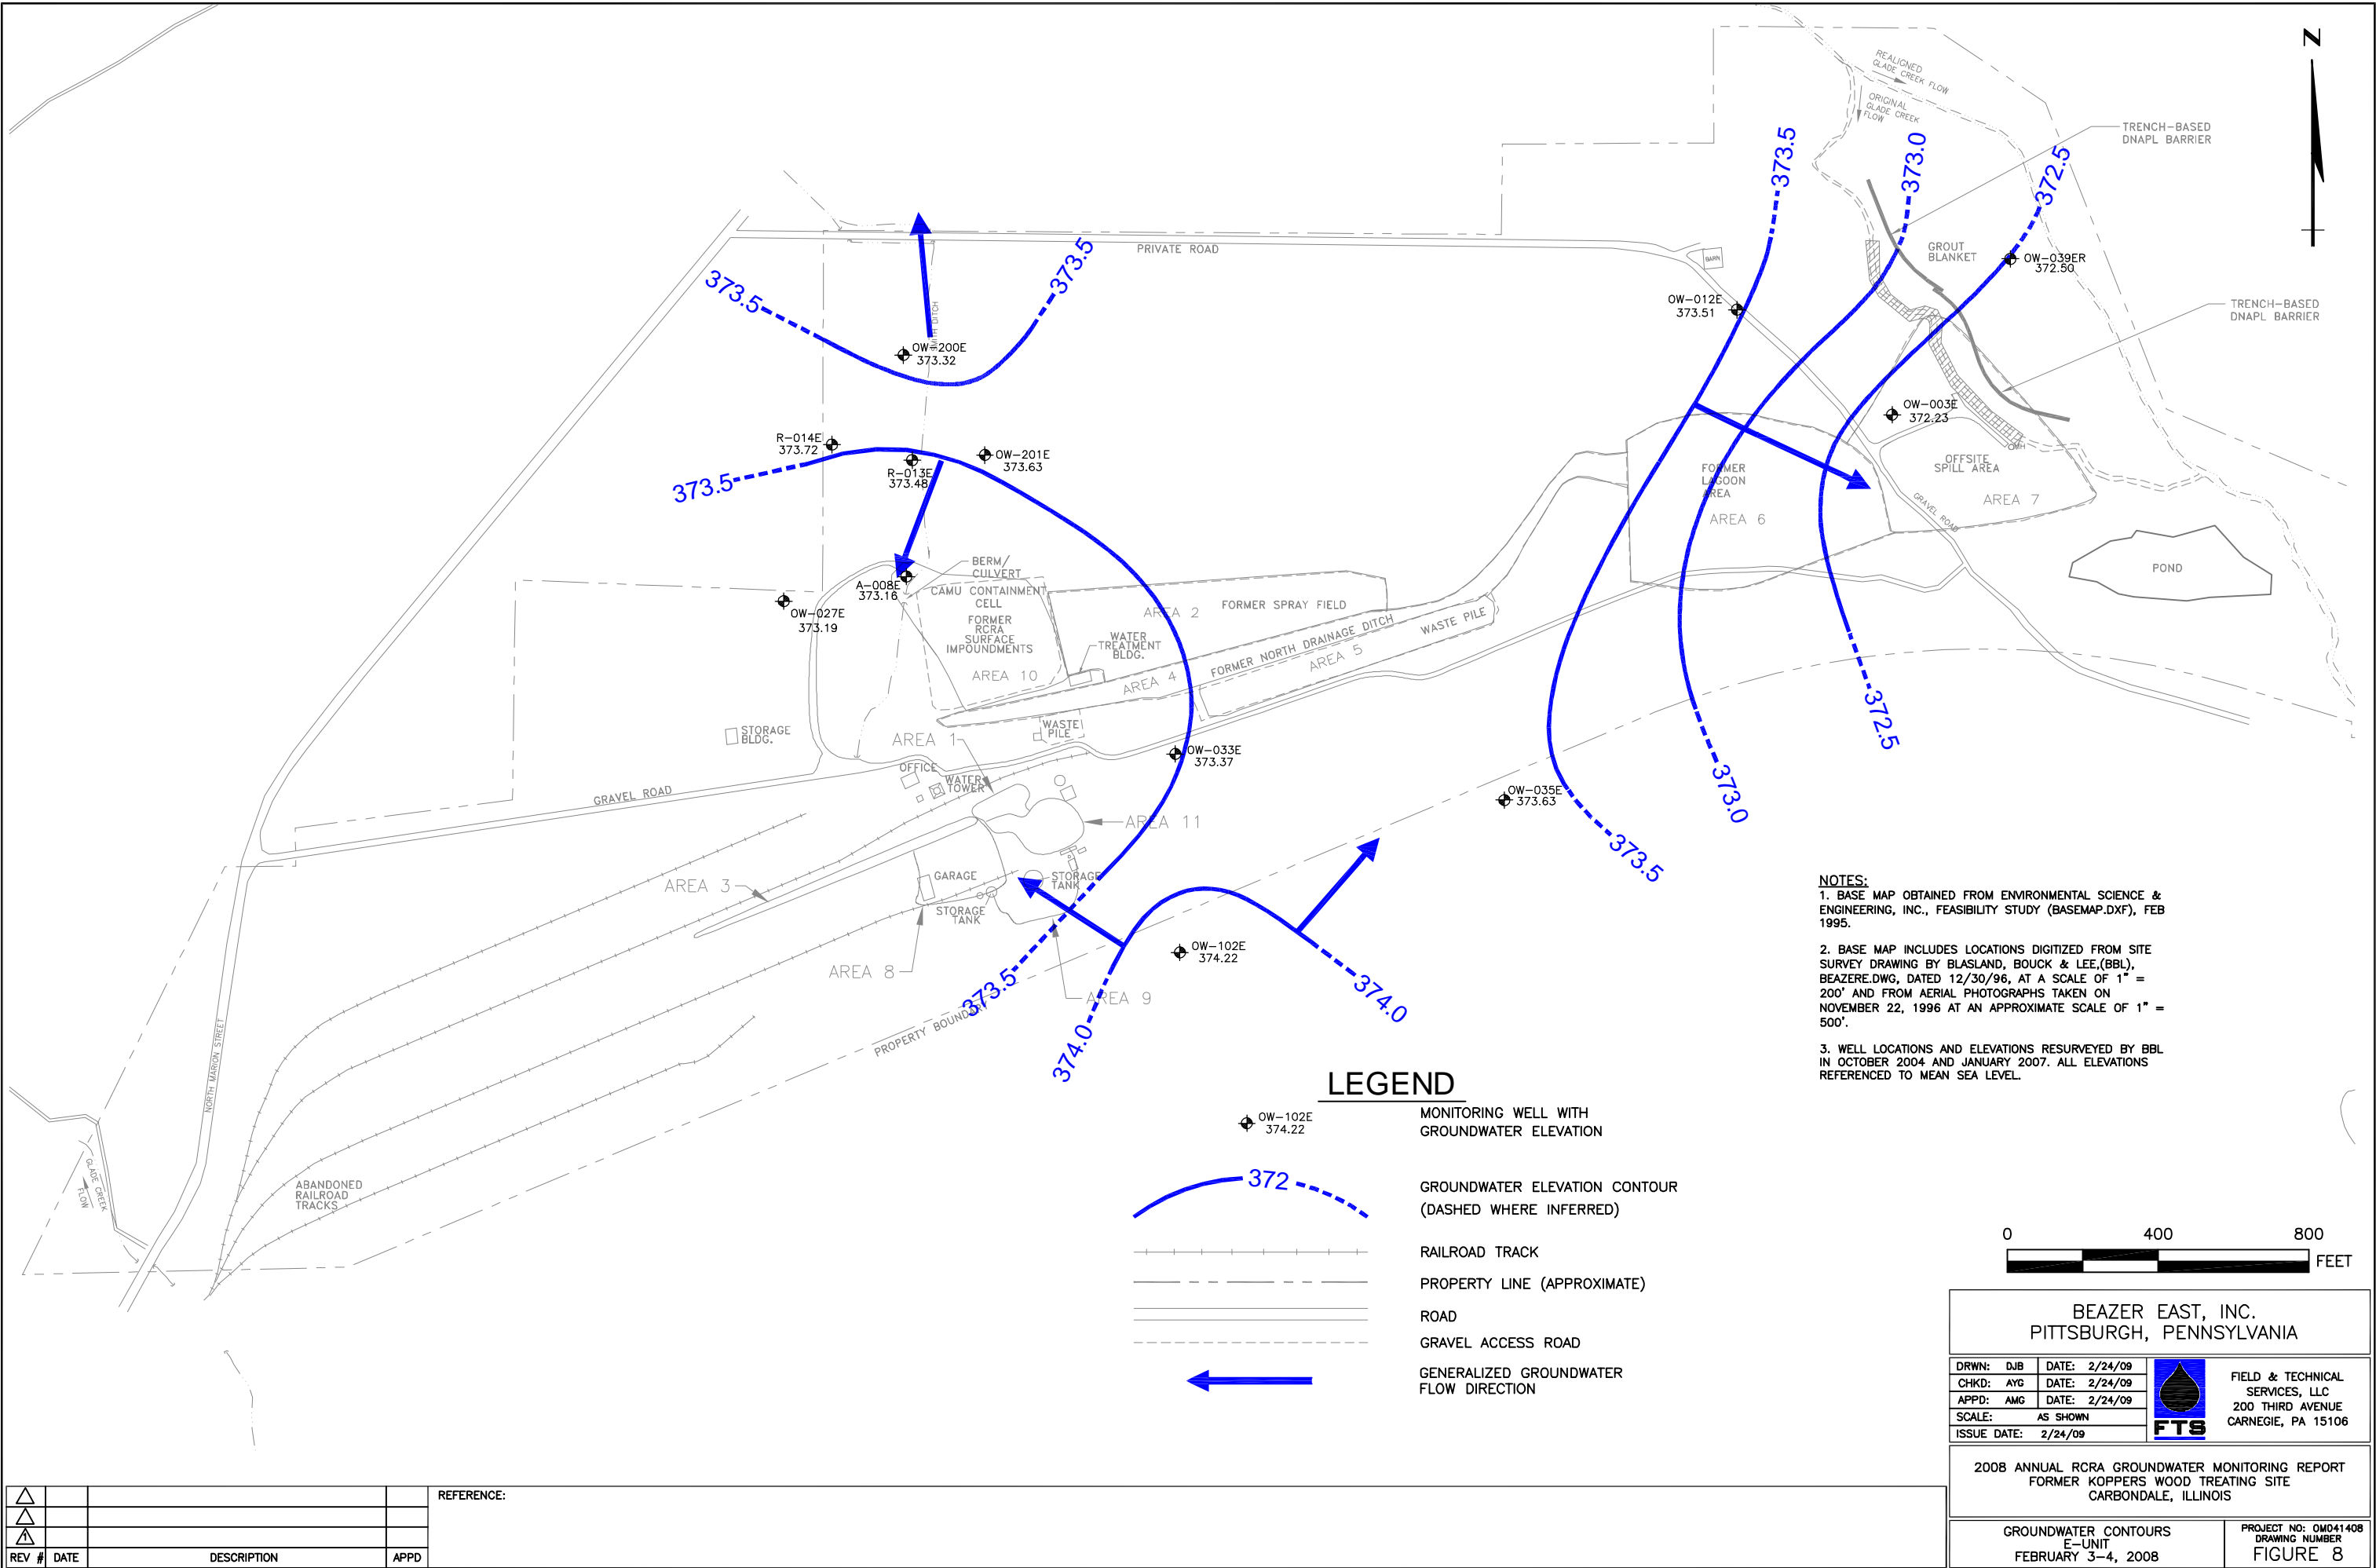 N
REALIGNED
GLADE CREEK FLOW
ORIGINAL
GLADE CREEK
FLOW
TRENCH-BASED
DNAPL BARRIER
373.5
373.0
372.5
GROUT
BLANKET
OW-039ER
372.50
TRENCH-BASED
DNAPL BARRIER
PRIVATE ROAD
BARN
OW-012E
373.51
373.5
373.5
OW-200E
373.32
R-014E
373.72
R-013E
373.48
OW-201E
373.63
373.5
OW-003E
372.23
OMH
OFFSITE
SPILL AREA
AREA 7
FORMER
LAGOON
AREA
AREA 6
GRAVEL ROAD
POND
BERM/
CULVERT
A-008E
373.16
OW-027E
373.19
CAMU CONTAINMENT
CELL
FORMER
RCRA
SURFACE
IMPOUNDMENTS
AREA 10
AREA 2
FORMER SPRAY FIELD
WATER
TREATMENT
BLDG.
FORMER NORTH DRAINAGE DITCH
WASTE PILE
AREA 5
AREA 4
STORAGE
BLDG.
AREA 1
WASTE
PILE
OW-033E
373.37
OFFICE
WATER
TOWER
GRAVEL ROAD
AREA 11
OW-035E
373.63
372.5
373.0
373.5
AREA 3
GARAGE
STORAGE
TANK
STORAGE
TANK
AREA 8
AREA 9
OW-102E
374.22
373.5
374.0
374.0
PROPERTY BOUNDARY
NORTH MARION STREET
GLADE CREEK
FLOW
ABANDONED
RAILROAD
TRACKS
NOTES:
1. BASE MAP OBTAINED FROM ENVIRONMENTAL SCIENCE &
ENGINEERING, INC., FEASIBILITY STUDY (BASEMAP.DXF), FEB
1995.
2. BASE MAP INCLUDES LOCATIONS DIGITIZED FROM SITE
SURVEY DRAWING BY BLASLAND, BOUCK & LEE,(BBL),
BEAZERE.DWG, DATED 12/30/96, AT A SCALE OF 1" =
200' AND FROM AERIAL PHOTOGRAPHS TAKEN ON
NOVEMBER 22, 1996 AT AN APPROXIMATE SCALE OF 1" =
500'.
3. WELL LOCATIONS AND ELEVATIONS RESURVEYED BY BBL
IN OCTOBER 2004 AND JANUARY 2007. ALL ELEVATIONS
REFERENCED TO MEAN SEA LEVEL.
LEGEND
OW-102E
374.22
MONITORING WELL WITH
GROUNDWATER ELEVATION
372
GROUNDWATER ELEVATION CONTOUR
(DASHED WHERE INFERRED)
RAILROAD TRACK
PROPERTY LINE (APPROXIMATE)
ROAD
GRAVEL ACCESS ROAD
GENERALIZED GROUNDWATER
FLOW DIRECTION
0 400 800
FEET
BEAZER EAST, INC.
PITTSBURGH, PENNSYLVANIA
DRWN: DJB DATE: 2/24/09
CHKD: AYG DATE: 2/24/09
APPD: AMG DATE: 2/24/09
SCALE: AS SHOWN
ISSUE DATE: 2/24/09
FTS
FIELD & TECHNICAL
SERVICES, LLC
200 THIRD AVENUE
CARNEGIE, PA 15106
2008 ANNUAL RCRA GROUNDWATER MONITORING REPORT
FORMER KOPPERS WOOD TREATING SITE
CARBONDALE, ILLINOIS
GROUNDWATER CONTOURS
E-UNIT
FEBRUARY 3-4, 2008
PROJECT NO: OM041408
DRAWING NUMBER
FIGURE 8
REFERENCE:
1
REV # DATE DESCRIPTION APPD